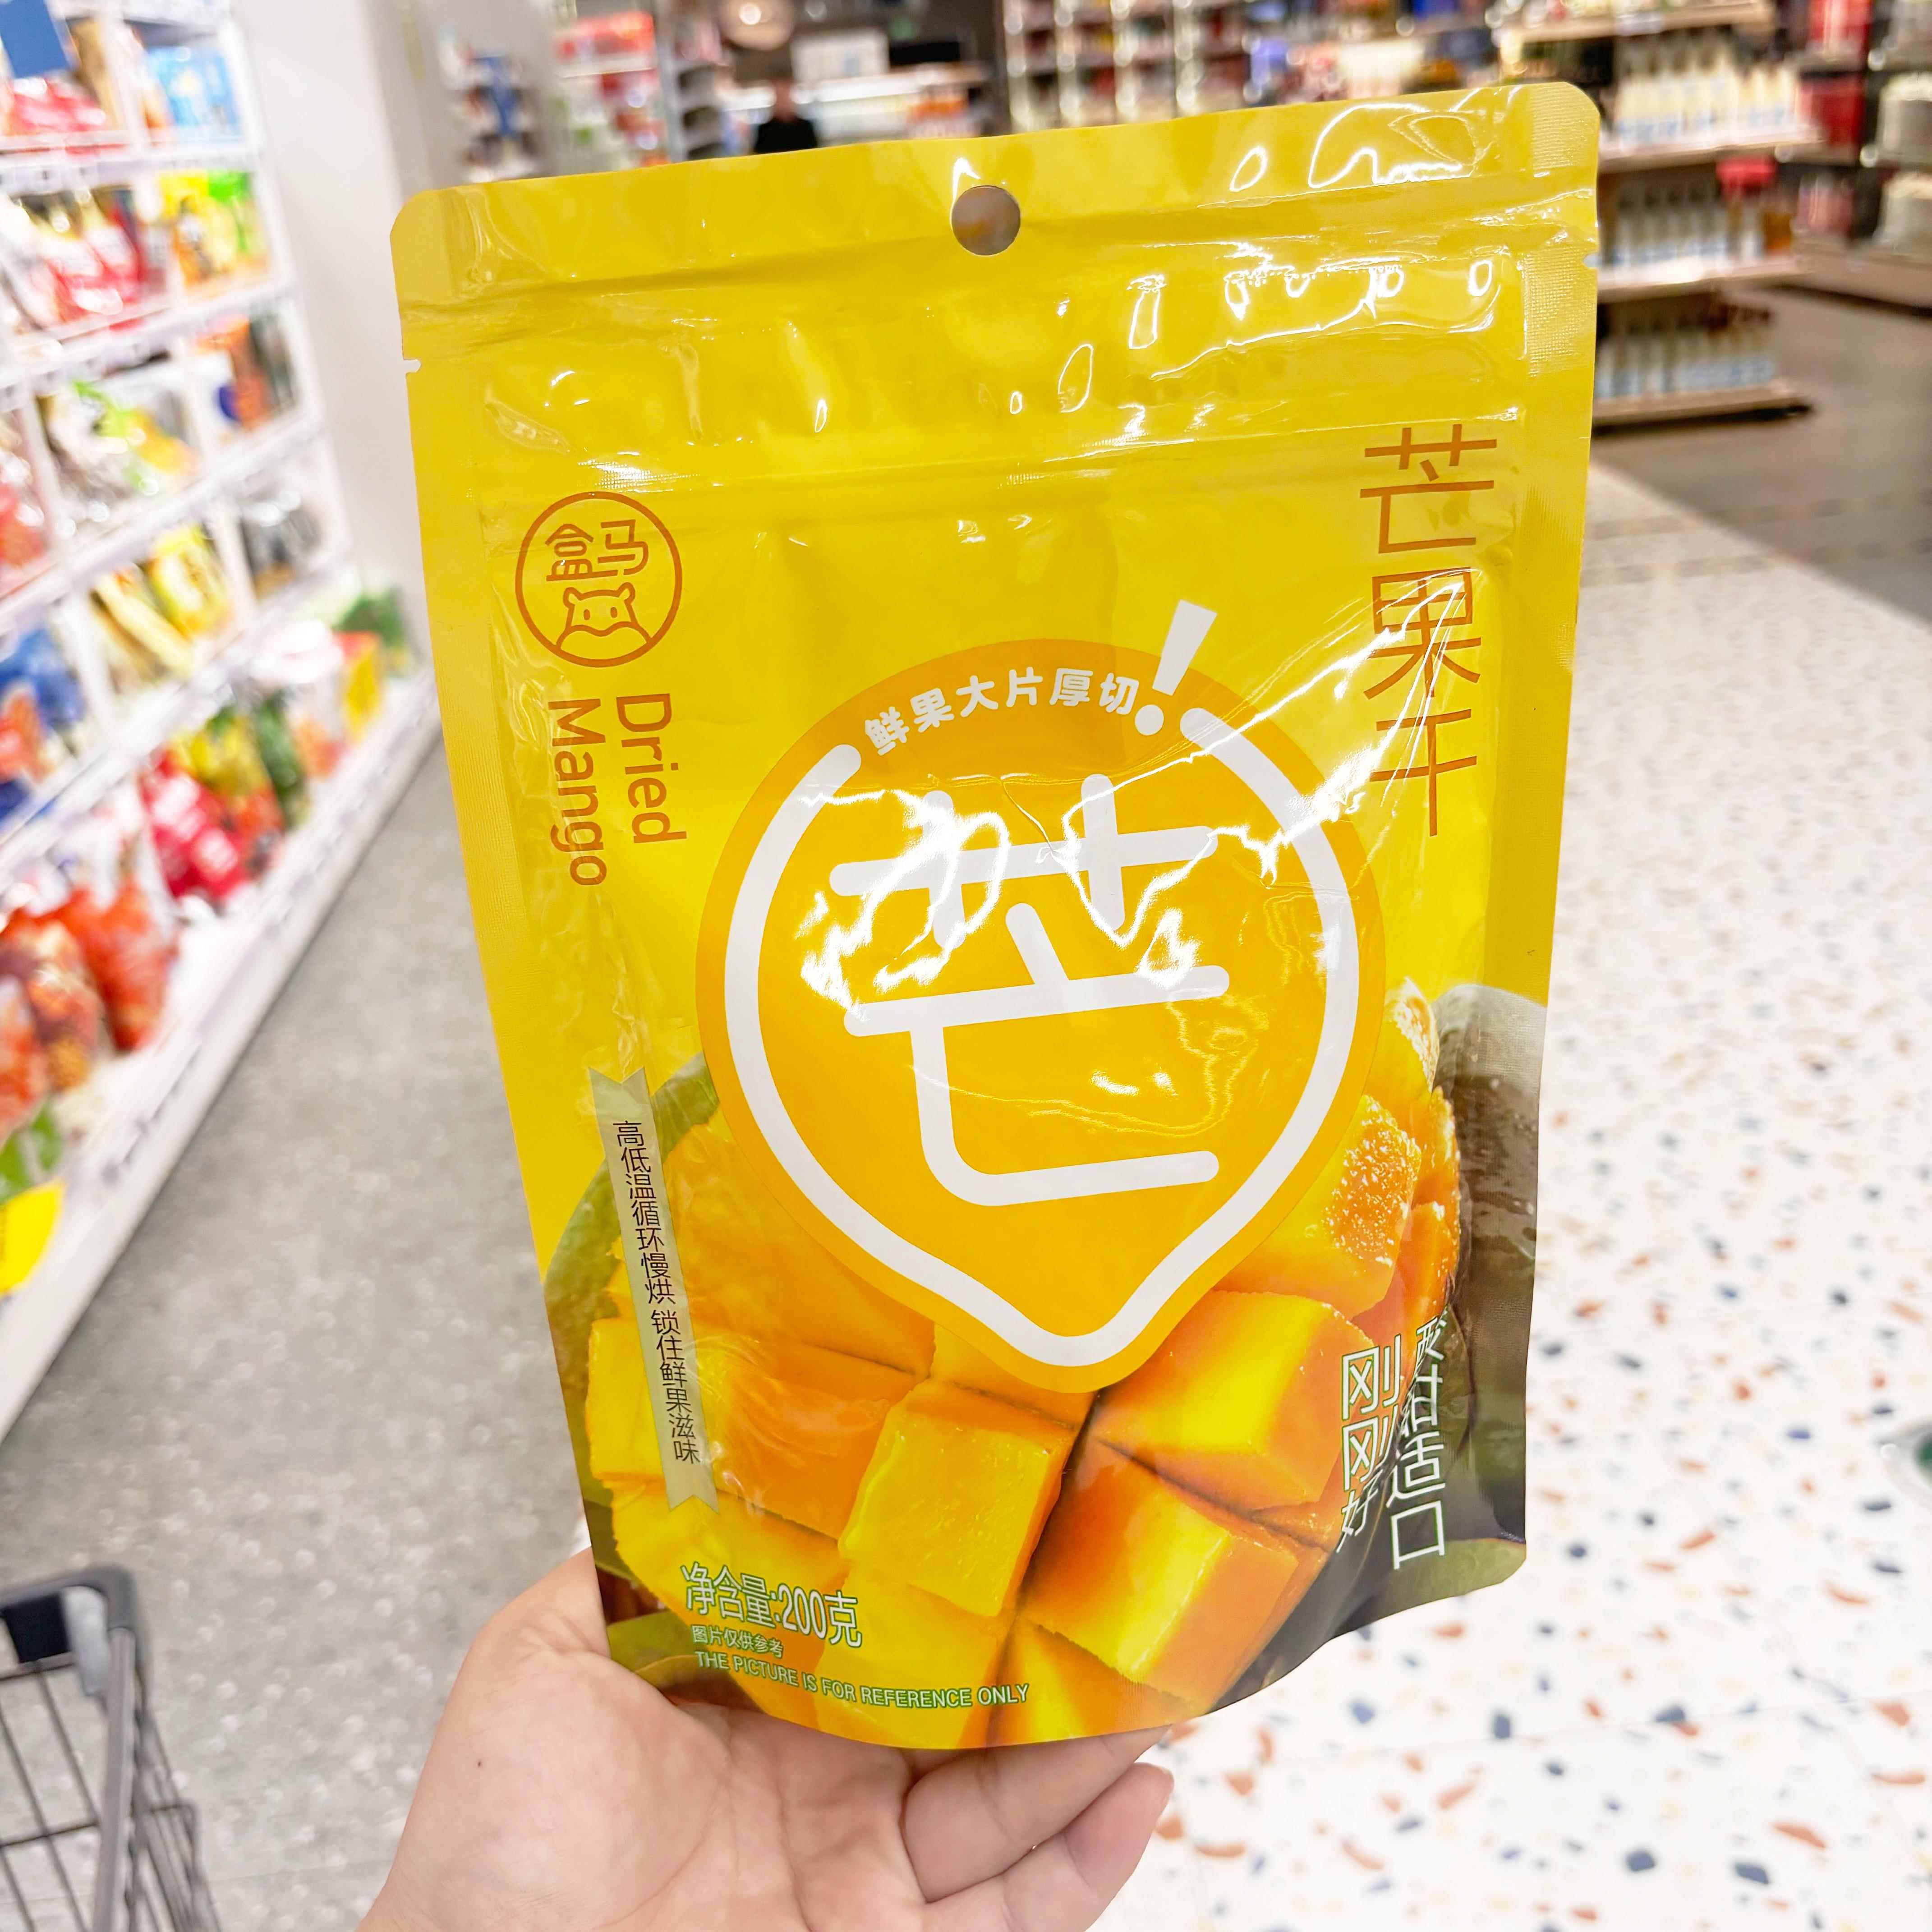 盒马
Dried
Mango
芒果干
鲜果大片厚切!
芒
高低温循环慢烘 锁住鲜果滋味
酸甜适口
刚刚好
净含量:200克
图片仅供参考
THE PICTURE IS FOR REFERENCE ONLY